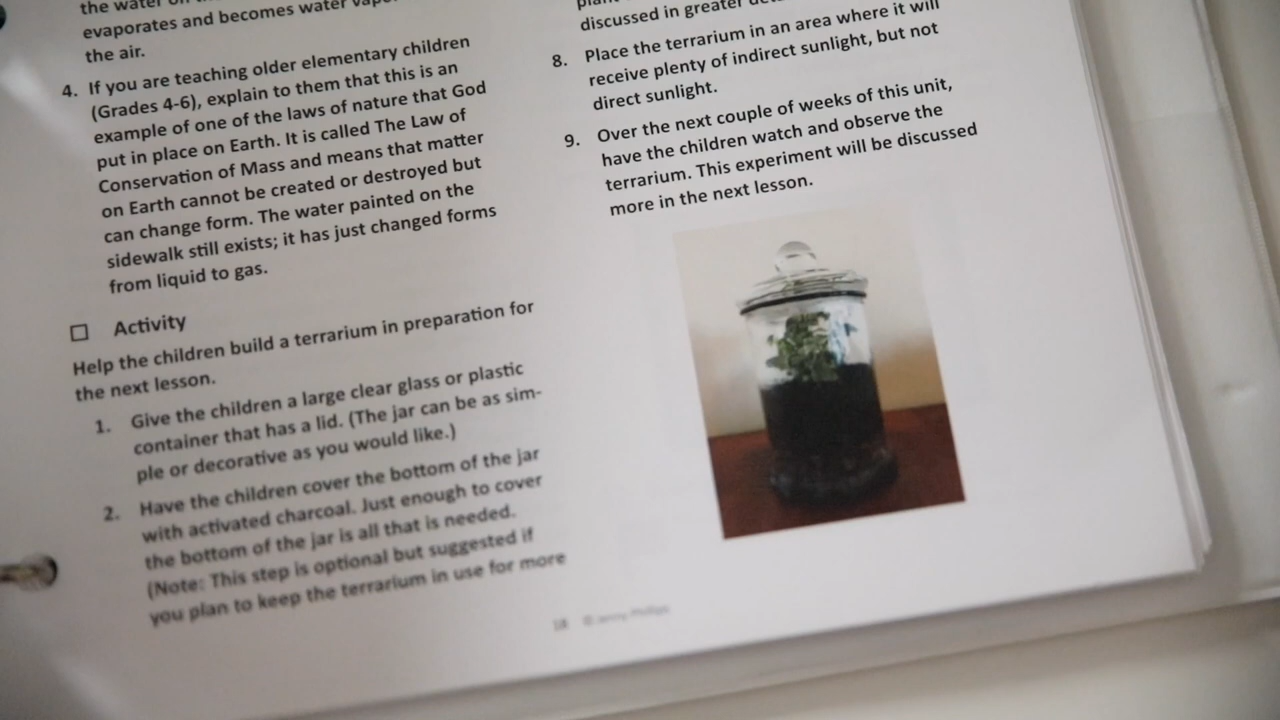 the water on the
evaporates and becomes water vapor
the air.
4. If you are teaching older elementary children
(Grades 4-6), explain to them that this is an
example of one of the laws of nature that God
put in place on Earth. It is called The Law of
Conservation of Mass and means that matter
on Earth cannot be created or destroyed but
can change form. The water painted on the
sidewalk still exists; it has just changed forms
from liquid to gas.
Activity
Help the children build a terrarium in preparation for
the next lesson.
1. Give the children a large clear glass or plastic
container that has a lid. (The jar can be as sim-
ple or decorative as you would like.)
2. Have the children cover the bottom of the jar
with activated charcoal. Just enough to cover
the bottom of the jar is all that is needed.
(Note: This step is optional but suggested if
you plan to keep the terrarium in use for more
discussed in greater
8. Place the terrarium in an area where it will
receive plenty of indirect sunlight, but not
direct sunlight.
9. Over the next couple of weeks of this unit,
have the children watch and observe the
terrarium. This experiment will be discussed
more in the next lesson.
18 © Jenny Phillips